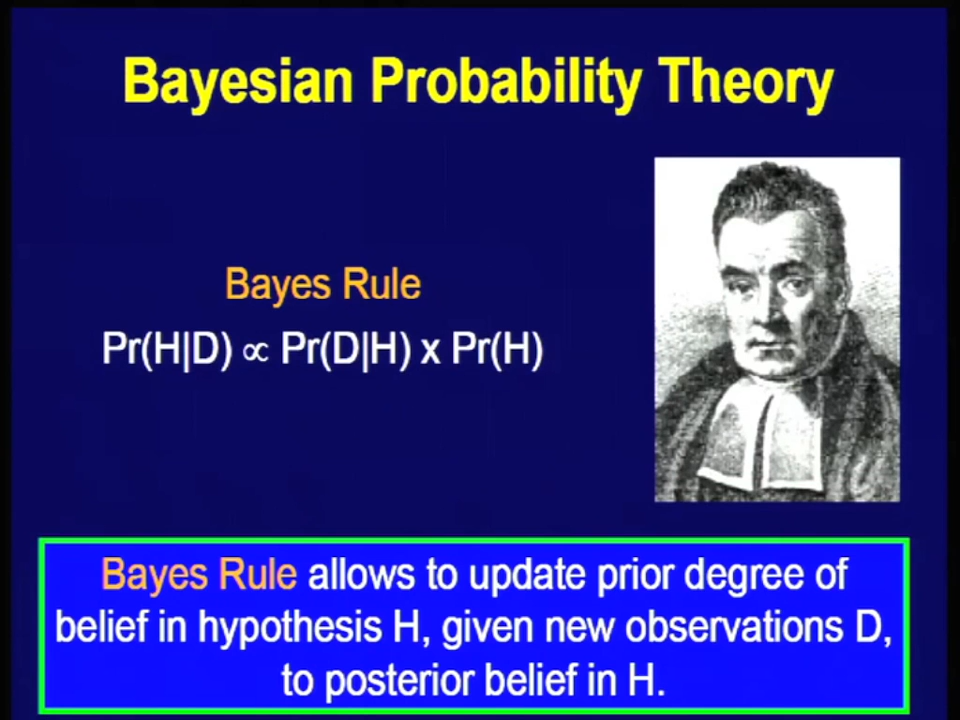 Bayesian Probability Theory
Bayes Rule
Pr(H|D) ∝ Pr(D|H) x Pr(H)
Bayes Rule allows to update prior degree of
belief in hypothesis H, given new observations D,
to posterior belief in H.